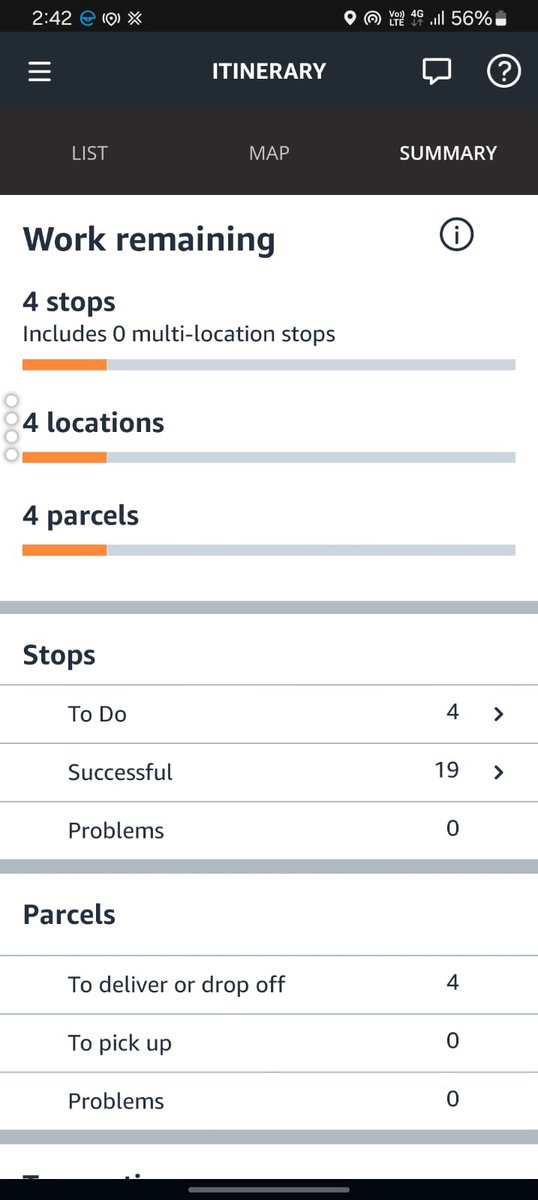 2:42 Vo)) LTE 4G 56%
ITINERARY
LIST MAP SUMMARY
Work remaining
4 stops
Includes 0 multi-location stops
4 locations
4 parcels
Stops
To Do 4
Successful 19
Problems 0
Parcels
To deliver or drop off 4
To pick up 0
Problems 0